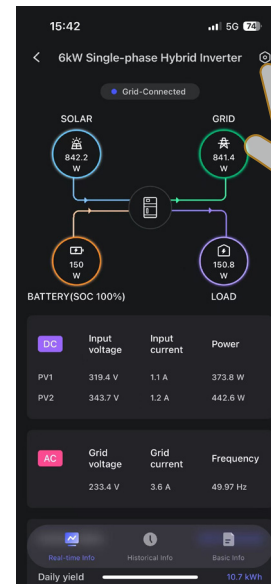 15:42 5G 74
6kW Single-phase Hybrid Inverter
Grid-Connected
SOLAR GRID
842.2 W 841.4 W
150 W 150.8 W
BATTERY(SOC 100%) LOAD
DC Input voltage Input current Power
PV1 319.4 V 1.1 A 373.8 W
PV2 343.7 V 1.2 A 442.6 W
AC Grid voltage Grid current Frequency
233.4 V 3.6 A 49.97 Hz
Real-time Info Historical Info Basic Info
Daily yield 10.7 kWh